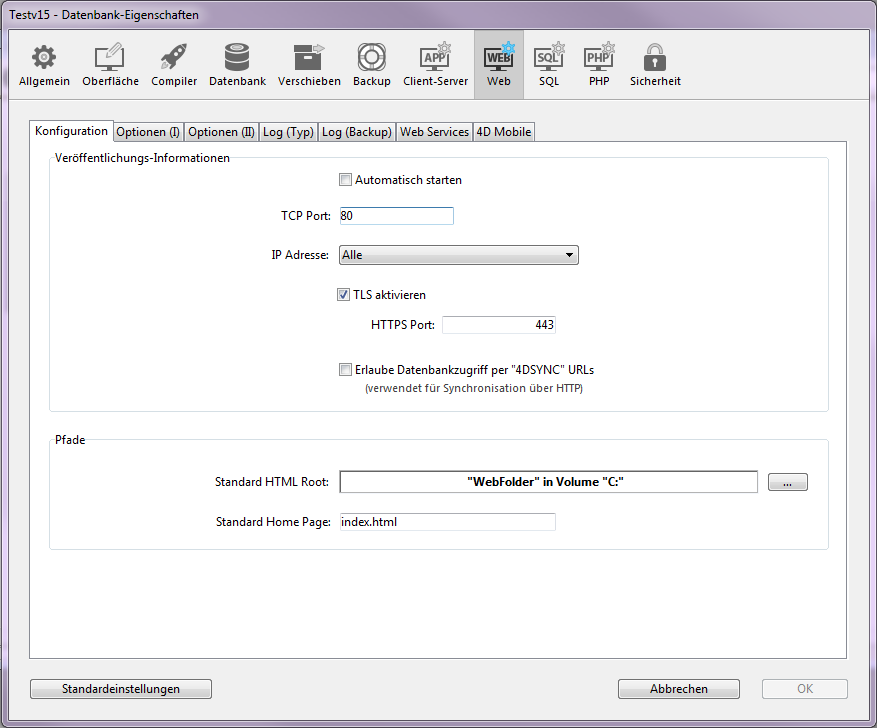 Testv15 - Datenbank-Eigenschaften
APP WEB SQL PHP
Allgemein Oberfläche Compiler Datenbank Verschieben Backup Client-Server Web SQL PHP Sicherheit
Konfiguration Optionen (I) Optionen (II) Log (Typ) Log (Backup) Web Services 4D Mobile
Veröffentlichungs-Informationen
Automatisch starten
TCP Port: 80
IP Adresse: Alle
TLS aktivieren
HTTPS Port: 443
Erlaube Datenbankzugriff per "4DSYNC" URLs
(verwendet für Synchronisation über HTTP)
Pfade
Standard HTML Root: "WebFolder" in Volume "C:" ...
Standard Home Page: index.html
Standardeinstellungen Abbrechen OK